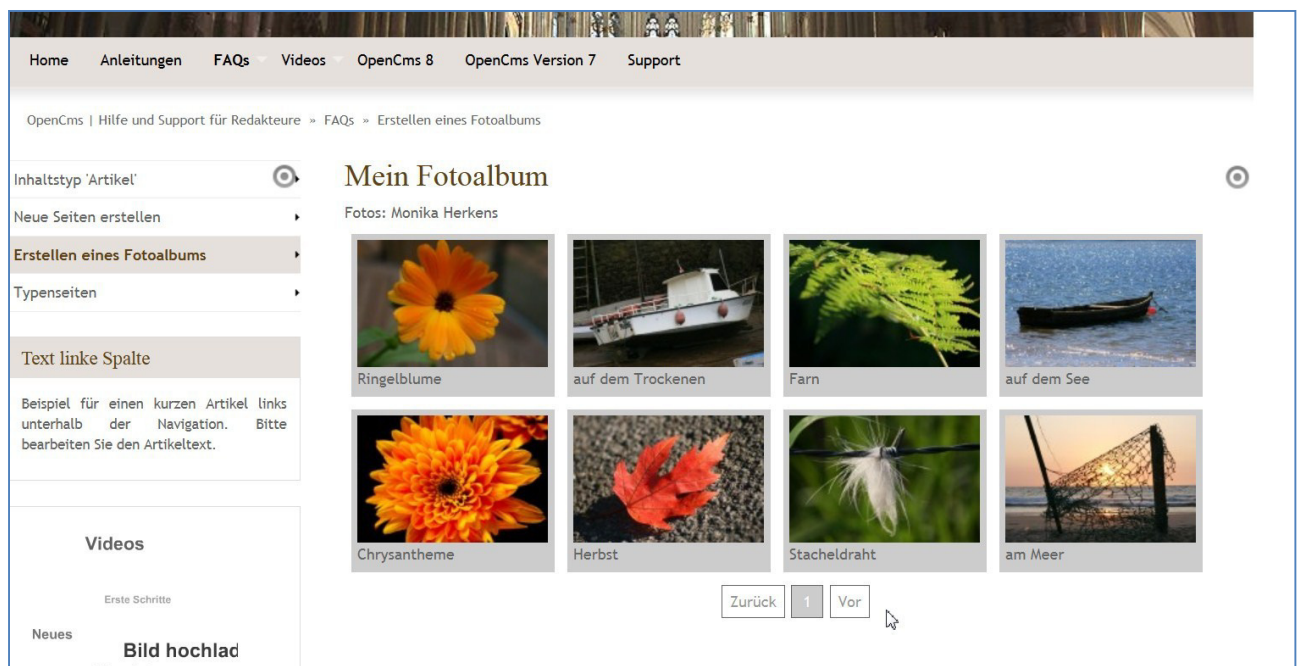 Home Anleitungen FAQs Videos OpenCms 8 OpenCms Version 7 Support
OpenCms | Hilfe und Support für Redakteure » FAQs » Erstellen eines Fotoalbums
Inhaltstyp 'Artikel'
Neue Seiten erstellen
Erstellen eines Fotoalbums
Typenseiten
Text linke Spalte
Beispiel für einen kurzen Artikel links
unterhalb der Navigation. Bitte
bearbeiten Sie den Artikeltext.
Videos
Erste Schritte
Neues
Bild hochlad
Mein Fotoalbum
Fotos: Monika Herkens
Ringelblume auf dem Trockenen Farn auf dem See
Chrysantheme Herbst Stacheldraht am Meer
Zurück 1 Vor